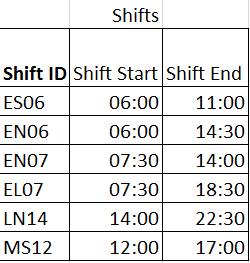 Shifts
Shift ID Shift Start Shift End
ES06 06:00 11:00
EN06 06:00 14:30
EN07 07:30 14:00
EL07 07:30 18:30
LN14 14:00 22:30
MS12 12:00 17:00